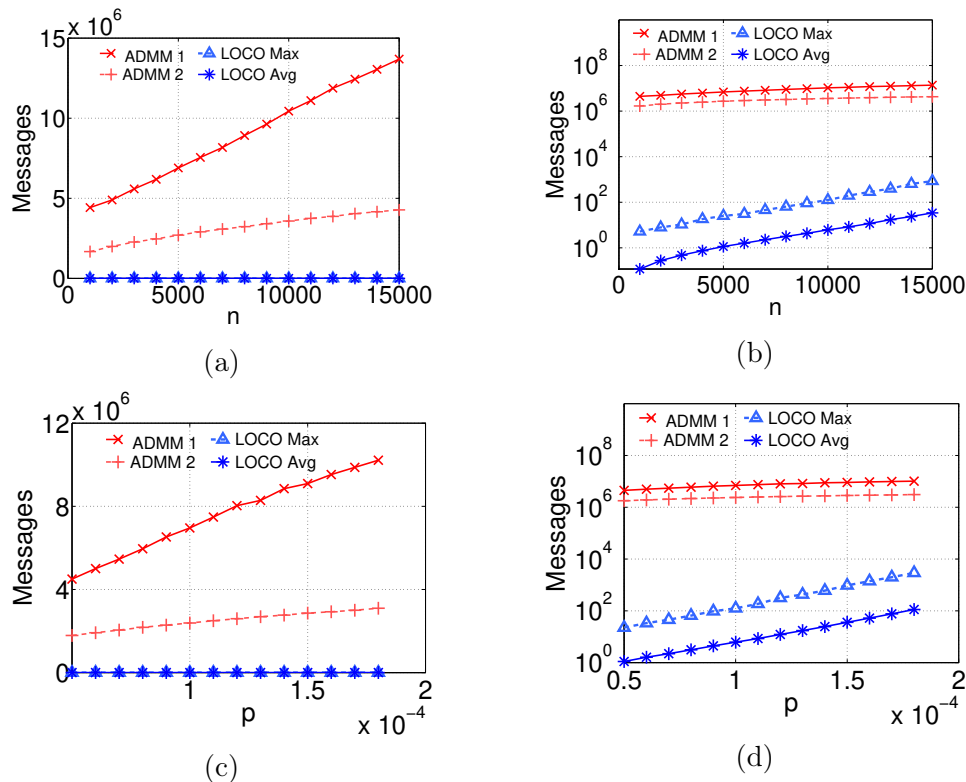 x 10^6
15
10
5
0
Messages
ADMM 1
ADMM 2
LOCO Max
LOCO Avg
0 5000 10000 15000
n
(a)
10^8
10^6
10^4
10^2
10^0
Messages
ADMM 1
ADMM 2
LOCO Max
LOCO Avg
0 5000 10000 15000
n
(b)
x 10^6
12
8
4
0
Messages
ADMM 1
ADMM 2
LOCO Max
LOCO Avg
1 1.5 2
p
x 10^-4
(c)
10^8
10^6
10^4
10^2
10^0
Messages
ADMM 1
ADMM 2
LOCO Max
LOCO Avg
0.5 1 1.5 2
p
x 10^-4
(d)